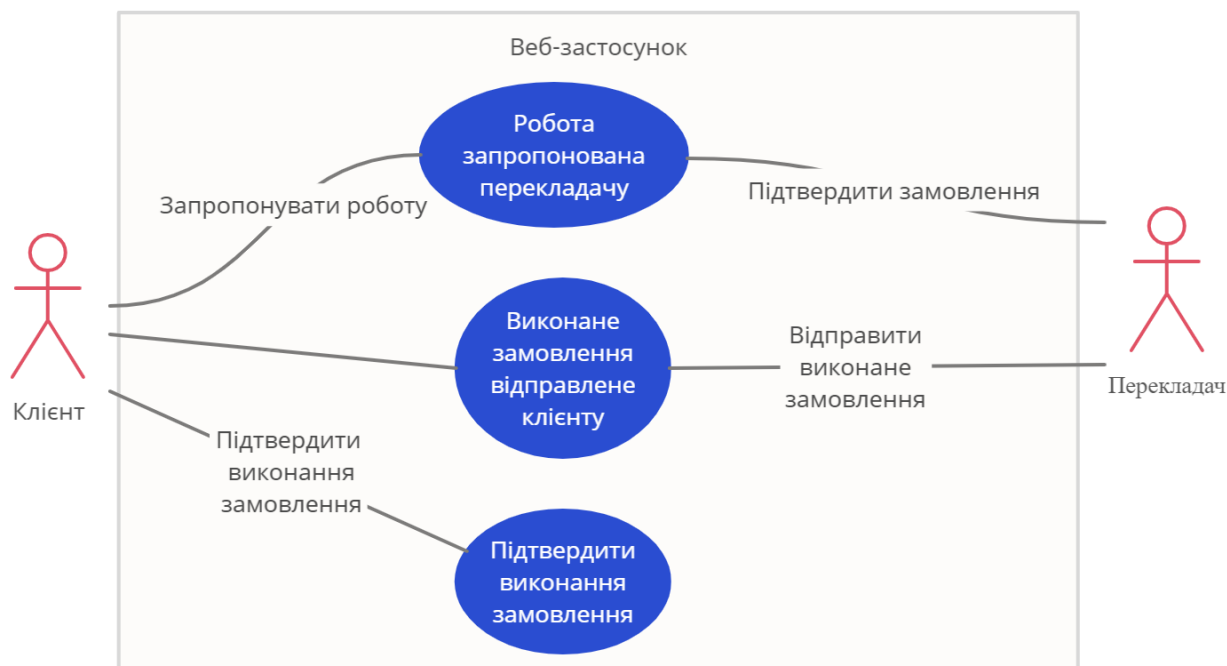 Веб-застосунок
Робота
запропонована
перекладачу
Запропонувати роботу
Підтвердити замовлення
Виконане
замовлення
відправлене
клієнту
Відправити
виконане
замовлення
Клієнт
Перекладач
Підтвердити
виконання
замовлення
Підтвердити
виконання
замовлення